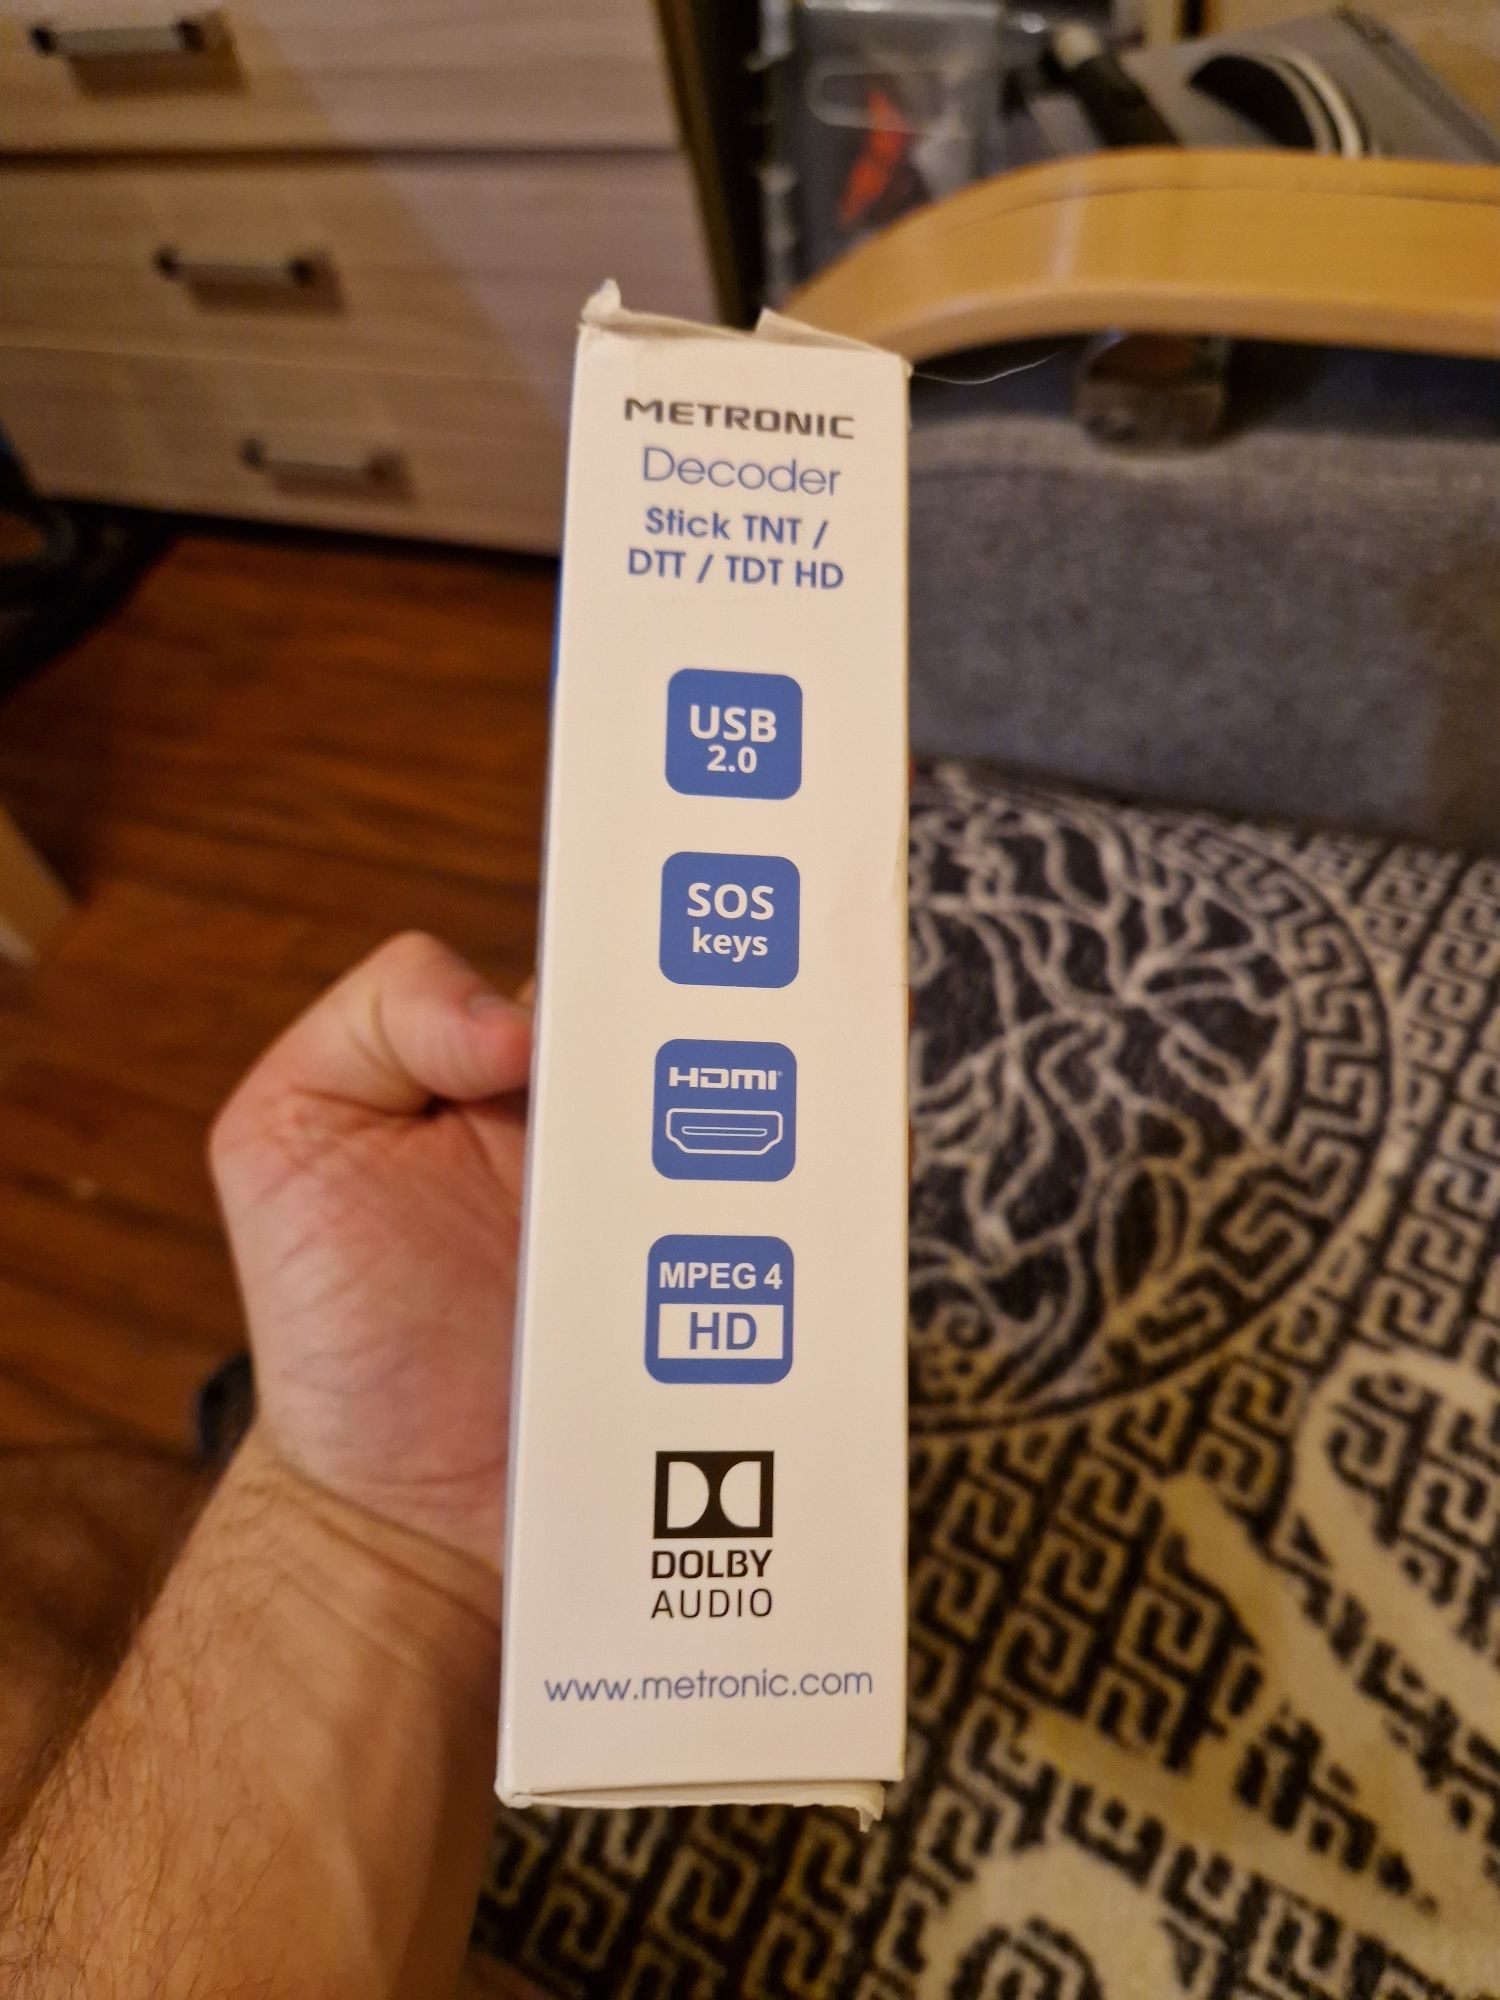 METRONIC
Decoder
Stick TNT /
DTT / TDT HD
USB
2.0
SOS
keys
HDMI
MPEG 4
HD
DOLBY
AUDIO
www.metronic.com